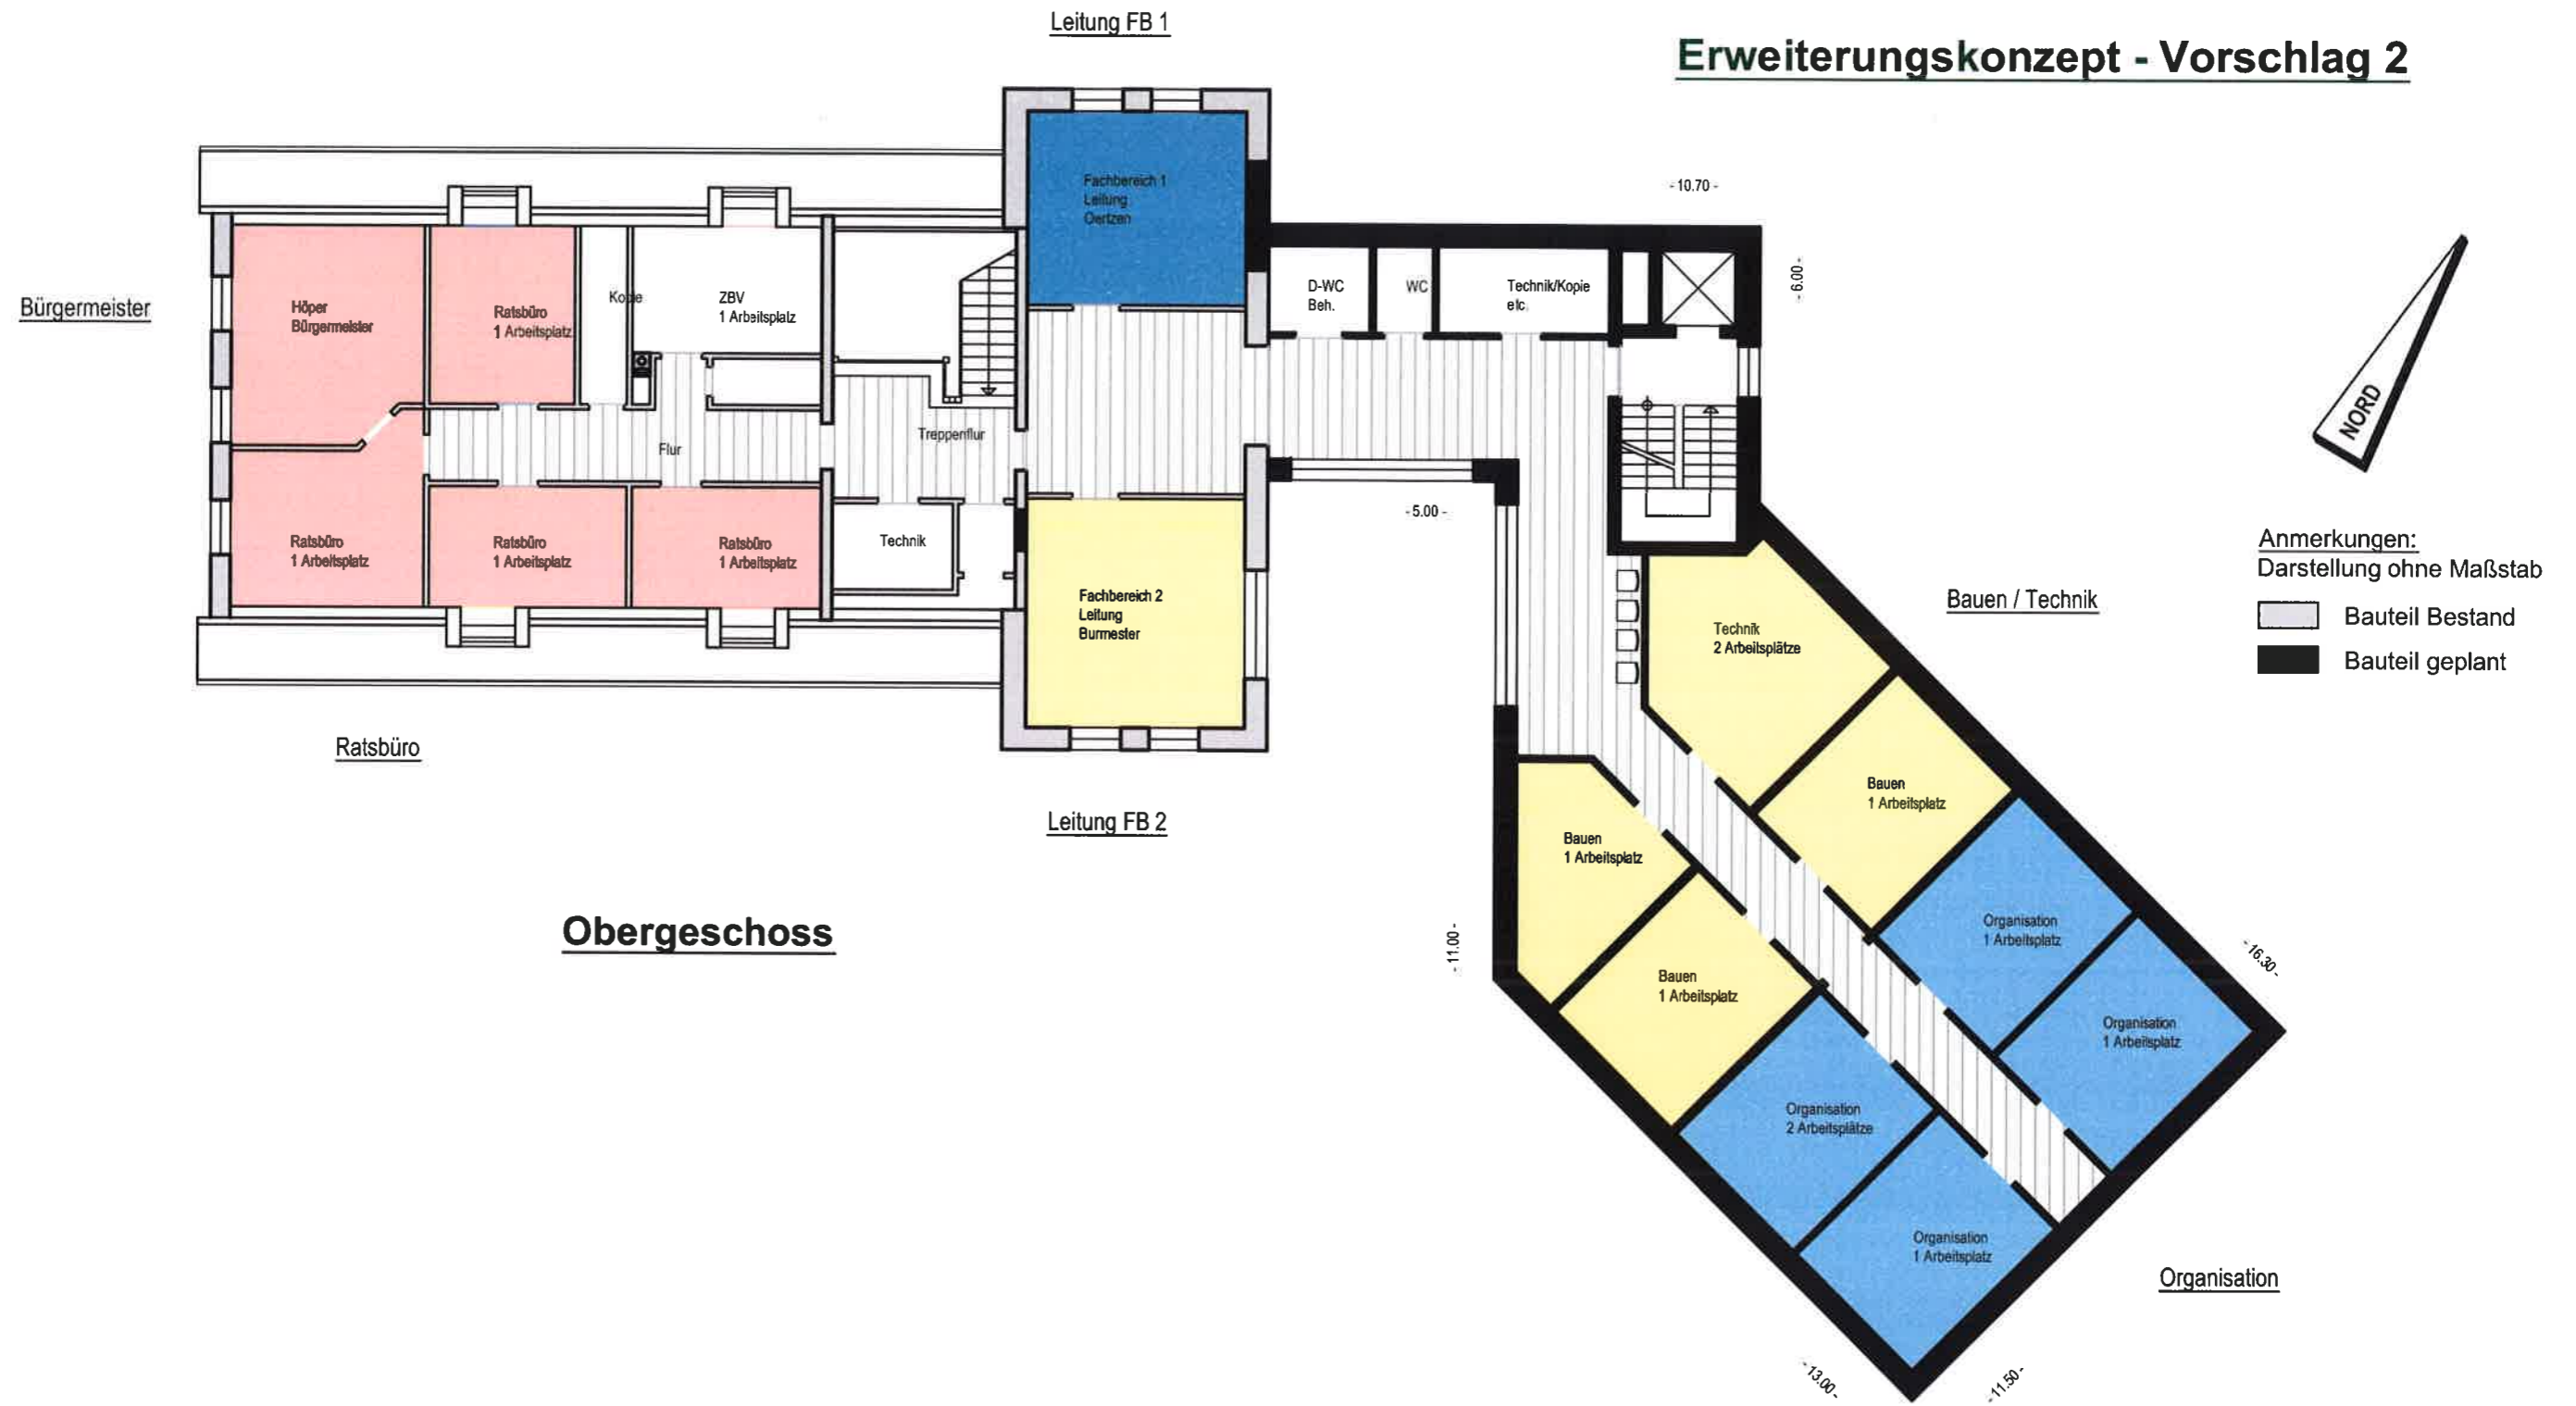 Leitung FB 1
Erweiterungskonzept - Vorschlag 2
Fachbereich 1
Leitung
Oertzen
- 10.70 -
- 6.00 -
Bürgermeister
Höper
Bürgermeister
Ratsbüro
1 Arbeitsplatz
Kopie
ZBV
1 Arbeitsplatz
D-WC
Beh.
WC
Technik/Kopie
etc.
NORD
Flur
Treppenflur
- 5.00 -
Ratsbüro
1 Arbeitsplatz
Ratsbüro
1 Arbeitsplatz
Ratsbüro
1 Arbeitsplatz
Technik
Fachbereich 2
Leitung
Burmester
Anmerkungen:
Darstellung ohne Maßstab
Bauteil Bestand
Bauteil geplant
Bauen / Technik
Technik
2 Arbeitsplätze
Ratsbüro
Leitung FB 2
Bauen
1 Arbeitsplatz
Bauen
1 Arbeitsplatz
Obergeschoss
- 11.00 -
Organisation
1 Arbeitsplatz
- 16.30 -
Bauen
1 Arbeitsplatz
Organisation
1 Arbeitsplatz
Organisation
2 Arbeitsplätze
Organisation
1 Arbeitsplatz
Organisation
- 13.00 -
- 11.50 -